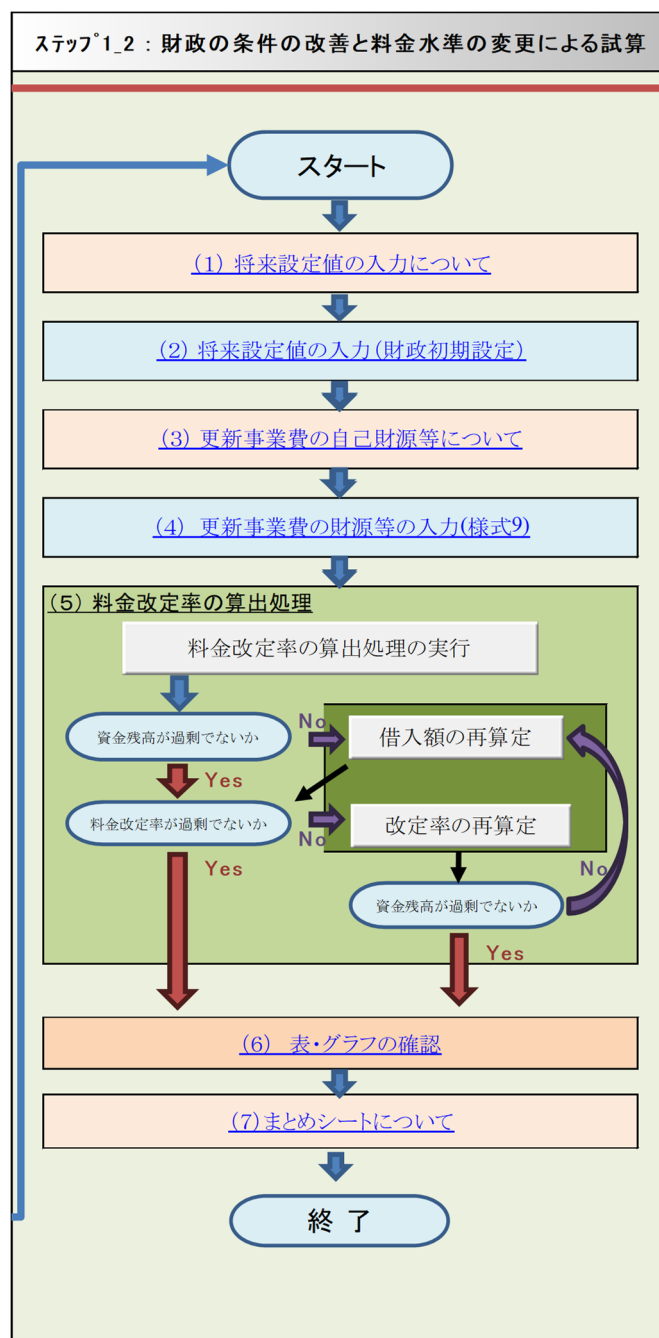 ｽﾃｯﾌﾟ1_2：財政の条件の改善と料金水準の変更による試算
スタート
(1) 将来設定値の入力について
(2) 将来設定値の入力(財政初期設定)
(3) 更新事業費の自己財源等について
(4) 更新事業費の財源等の入力(様式9)
(5) 料金改定率の算出処理
料金改定率の算出処理の実行
資金残高が過剰でないか
No
借入額の再算定
Yes
料金改定率が過剰でないか
No
改定率の再算定
Yes
No
資金残高が過剰でないか
Yes
(6) 表・グラフの確認
(7)まとめシートについて
終 了